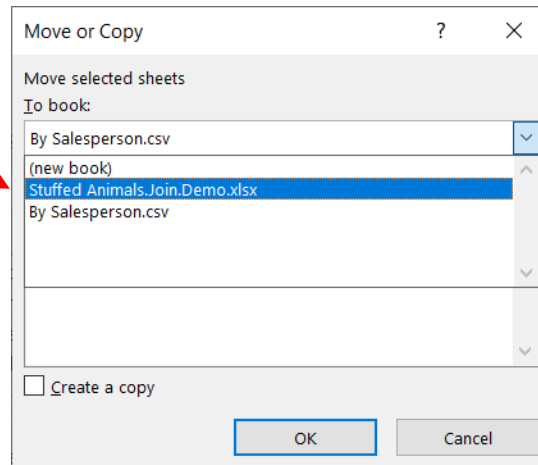 Move or Copy ?
Move selected sheets
To book:
By Salesperson.csv
(new book)
Stuffed Animals.Join.Demo.xlsx
By Salesperson.csv
Create a copy
OK Cancel